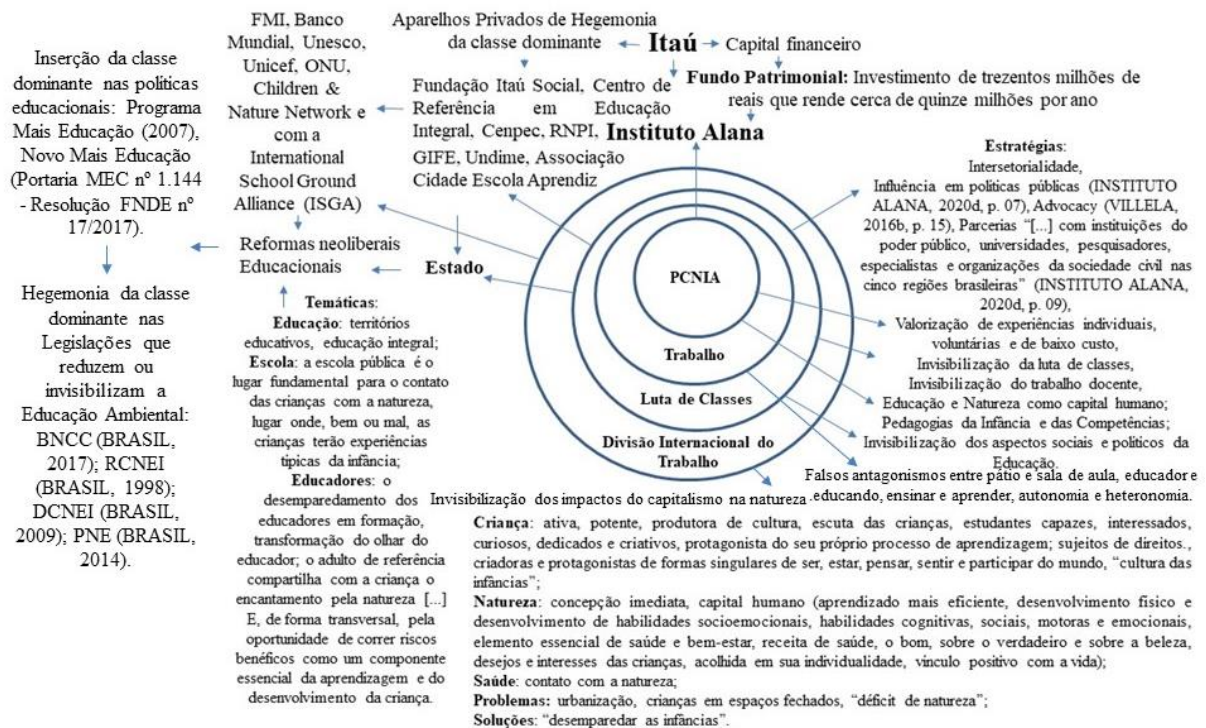 Inserção da classe
dominante nas políticas
educacionais: Programa
Mais Educação (2007),
Novo Mais Educação
(Portaria MEC nº 1.144
- Resolução FNDE nº
17/2017).
Hegemonia da classe
dominante nas
Legislações que
reduzem ou
invisibilizam a
Educação Ambiental:
BNCC (BRASIL,
2017); RCNEI
(BRASIL, 1998);
DCNEI (BRASIL,
2009); PNE (BRASIL,
2014).
FMI, Banco
Mundial, Unesco,
Unicef, ONU,
Children &
Nature Network e
com a
International
School Ground
Alliance (ISGA)
Reformas neoliberais
Educacionais
Aparelhos Privados de Hegemonia
da classe dominante
Itaú
Capital financeiro
Fundo Patrimonial: Investimento de trezentos milhões de
reais que rende cerca de quinze milhões por ano
Fundação Itaú Social, Centro de
Referência em Educação
Integral, Cenpec, RNPI,
GIFE, Undime, Associação
Cidade Escola Aprendiz
Instituto Alana
Estado
PCNIA
Trabalho
Luta de Classes
Divisão Internacional do
Trabalho
Estratégias:
Intersetorialidade,
Influência em políticas públicas (INSTITUTO
ALANA, 2020d, p. 07), Advocacy (VILLELA,
2016b, p. 15), Parcerias “[...] com instituições do
poder público, universidades, pesquisadores,
especialistas e organizações da sociedade civil nas
cinco regiões brasileiras” (INSTITUTO ALANA,
2020d, p. 09),
Valorização de experiências individuais,
voluntárias e de baixo custo,
Invisibilização da luta de classes,
Invisibilização do trabalho docente,
Educação e Natureza como capital humano;
Pedagogias da Infância e das Competências;
Invisibilização dos aspectos sociais e políticos da
Educação.
Falsos antagonismos entre pátio e sala de aula, educador e
educando, ensinar e aprender, autonomia e heteronomia.
Invisibilização dos impactos do capitalismo na natureza
Temáticas:
Educação: territórios
educativos, educação integral;
Escola: a escola pública é o
lugar fundamental para o contato
das crianças com a natureza,
lugar onde, bem ou mal, as
crianças terão experiências
típicas da infância;
Educadores: o
desemparedamento dos
educadores em formação,
transformação do olhar do
educador; o adulto de referência
compartilha com a criança o
encantamento pela natureza [...]
E, de forma transversal, pela
oportunidade de correr riscos
benéficos como um componente
essencial da aprendizagem e do
desenvolvimento da criança.
Criança: ativa, potente, produtora de cultura, escuta das crianças, estudantes capazes, interessados,
curiosos, dedicados e criativos, protagonista do seu próprio processo de aprendizagem; sujeitos de direitos.,
criadoras e protagonistas de formas singulares de ser, estar, pensar, sentir e participar do mundo, “cultura das
infâncias”;
Natureza: concepção imediata, capital humano (aprendizado mais eficiente, desenvolvimento físico e
desenvolvimento de habilidades socioemocionais, habilidades cognitivas, sociais, motoras e emocionais,
elemento essencial de saúde e bem-estar, receita de saúde, o bom, sobre o verdadeiro e sobre a beleza,
desejos e interesses das crianças, acolhida em sua individualidade, vínculo positivo com a vida);
Saúde: contato com a natureza;
Problemas: urbanização, crianças em espaços fechados, “déficit de natureza”;
Soluções: “desemparedar as infâncias”.